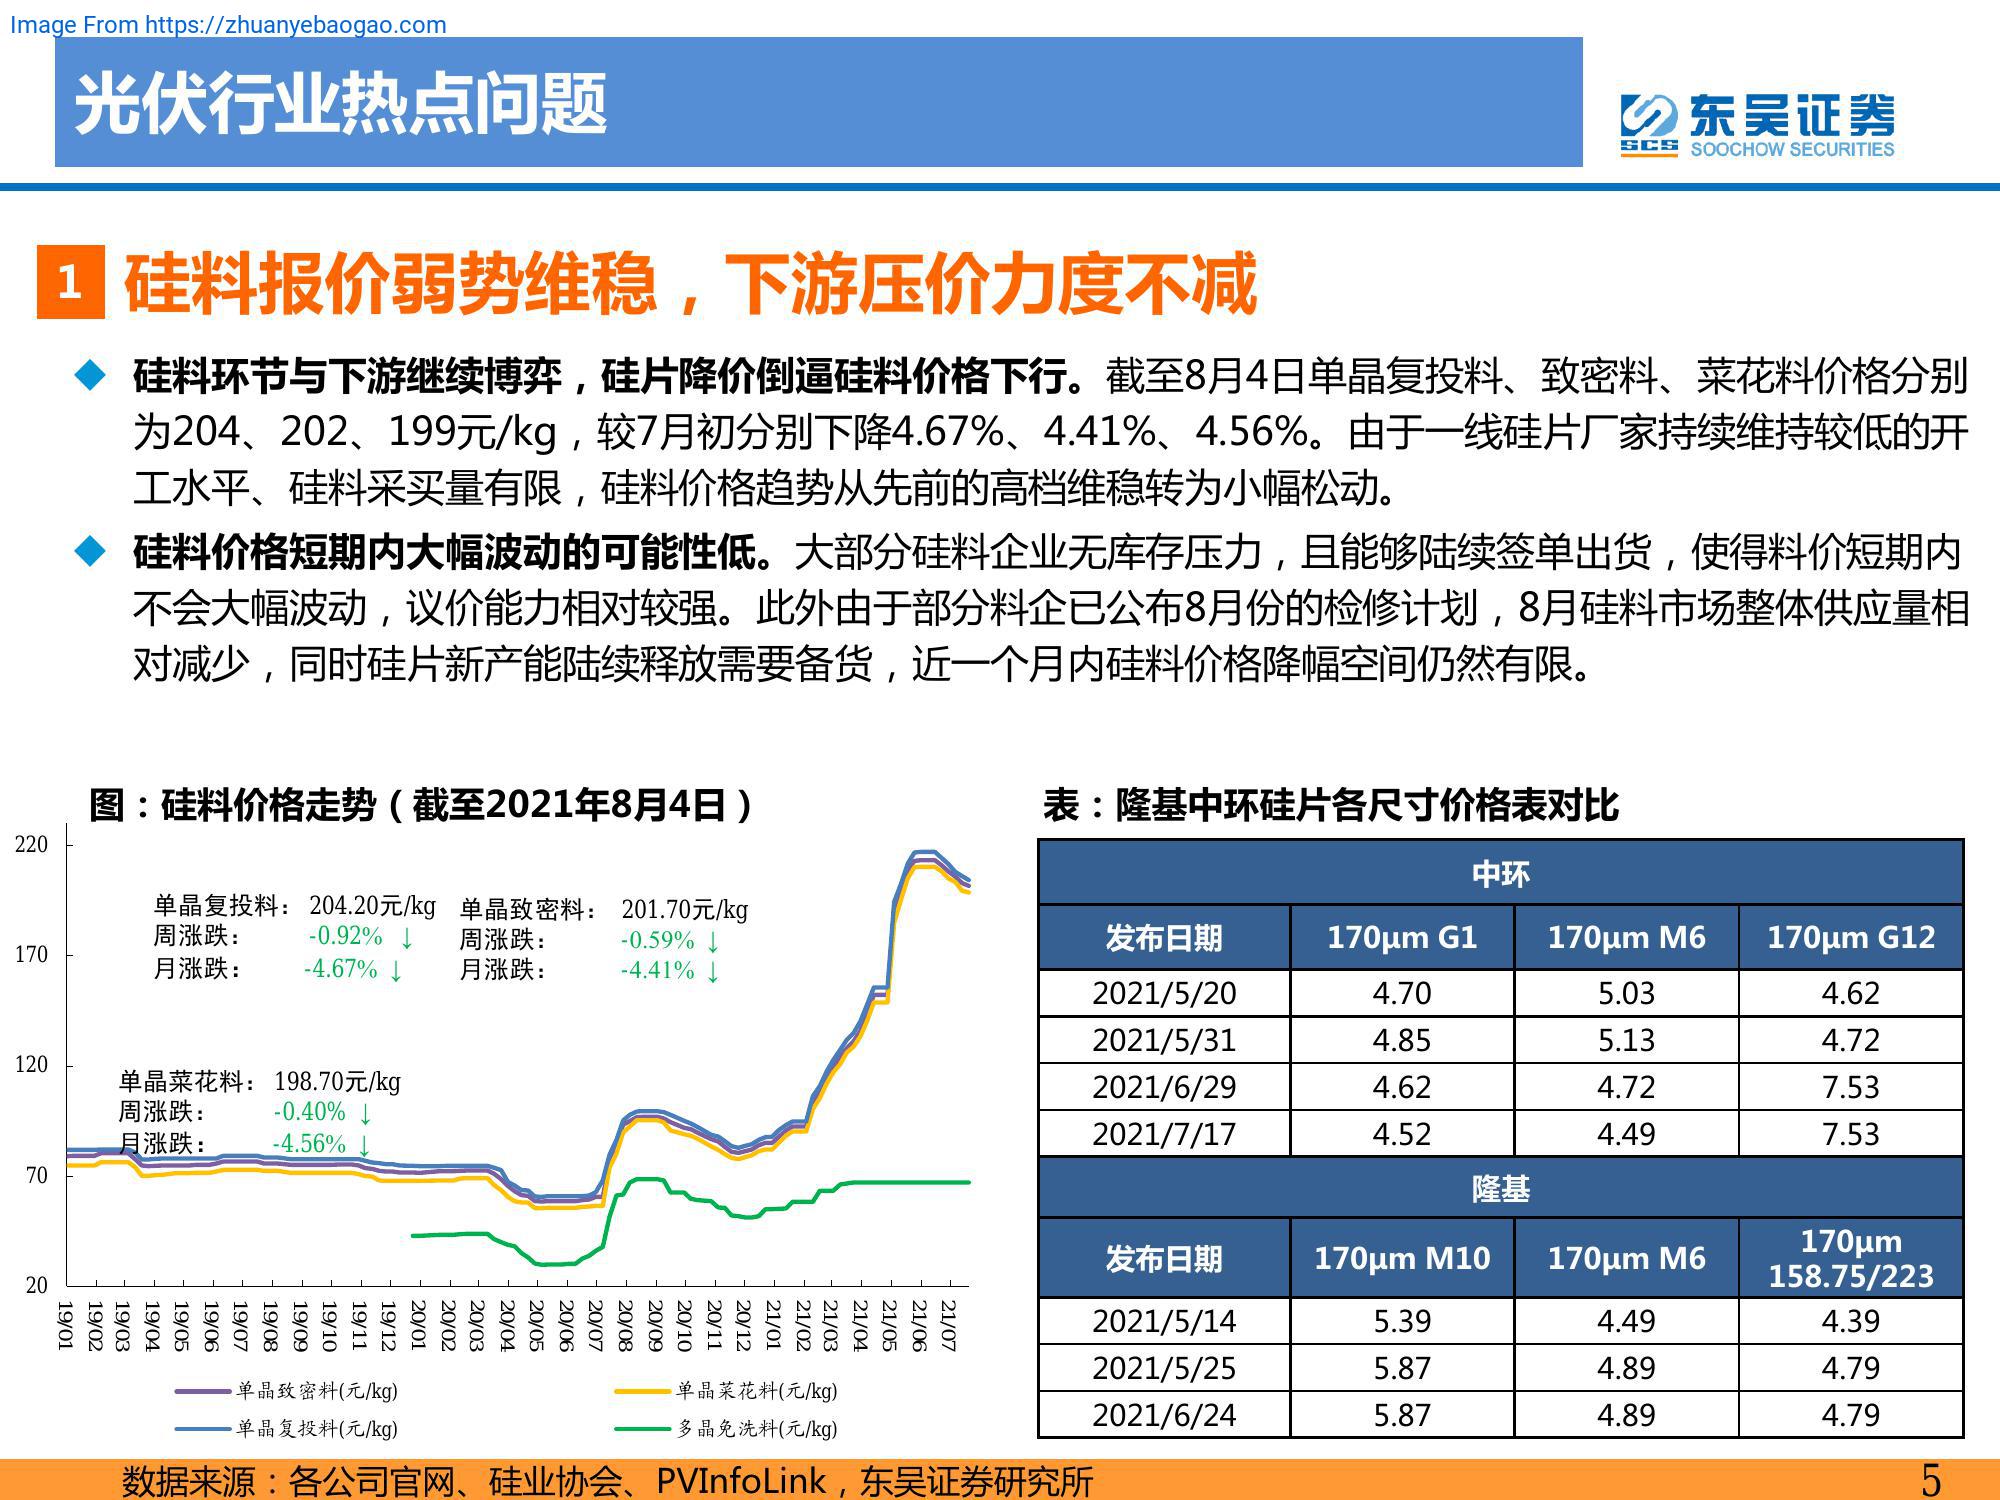 Image From https://zhuanyebaogao.com
光伏行业热点问题
东吴证券
SCS
SOOCHOW SECURITIES
1 硅料报价弱势维稳，下游压价力度不减
◆ 硅料环节与下游继续博弈，硅片降价倒逼硅料价格下行。截至8月4日单晶复投料、致密料、菜花料价格分别
为204、202、199元/kg，较7月初分别下降4.67%、4.41%、4.56%。由于一线硅片厂家持续维持较低的开
工水平、硅料采买量有限，硅料价格趋势从先前的高档维稳转为小幅松动。
◆ 硅料价格短期内大幅波动的可能性低。大部分硅料企业无库存压力，且能够陆续签单出货，使得料价短期内
不会大幅波动，议价能力相对较强。此外由于部分料企已公布8月份的检修计划，8月硅料市场整体供应量相
对减少，同时硅片新产能陆续释放需要备货，近一个月内硅料价格降幅空间仍然有限。
图：硅料价格走势（截至2021年8月4日）
220
170
120
70
20
单晶复投料： 204.20元/kg
周涨跌： -0.92% ↓
月涨跌： -4.67% ↓
单晶致密料： 201.70元/kg
周涨跌： -0.59% ↓
月涨跌： -4.41% ↓
单晶菜花料： 198.70元/kg
周涨跌： -0.40% ↓
月涨跌： -4.56% ↓
19/01 19/02 19/03 19/04 19/05 19/06 19/07 19/08 19/09 19/10 19/11 19/12 20/01 20/02 20/03 20/04 20/05 20/06 20/07 20/08 20/09 20/10 20/11 20/12 21/01 21/02 21/03 21/04 21/05 21/06 21/07
单晶致密料(元/kg) 单晶菜花料(元/kg)
单晶复投料(元/kg) 多晶免洗料(元/kg)
表：隆基中环硅片各尺寸价格表对比
中环
发布日期 170μm G1 170μm M6 170μm G12
2021/5/20 4.70 5.03 4.62
2021/5/31 4.85 5.13 4.72
2021/6/29 4.62 4.72 7.53
2021/7/17 4.52 4.49 7.53
隆基
发布日期 170μm M10 170μm M6 170μm
158.75/223
2021/5/14 5.39 4.49 4.39
2021/5/25 5.87 4.89 4.79
2021/6/24 5.87 4.89 4.79
数据来源：各公司官网、硅业协会、PVInfoLink，东吴证券研究所
5